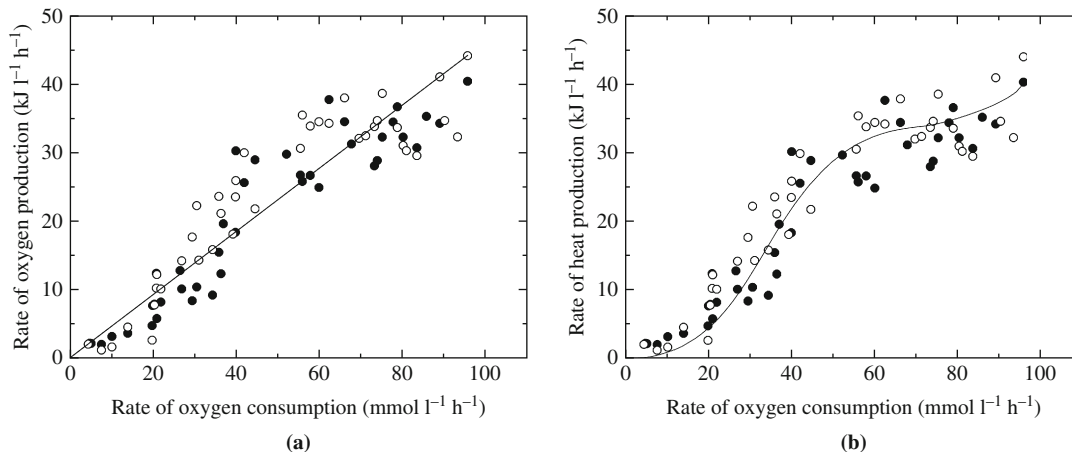 50
40
30
20
10
0
Rate of oxygen production (kJ l⁻¹ h⁻¹)
0 20 40 60 80 100
Rate of oxygen consumption (mmol l⁻¹ h⁻¹)
(a)
50
40
30
20
10
0
Rate of heat production (kJ l⁻¹ h⁻¹)
0 20 40 60 80 100
Rate of oxygen consumption (mmol l⁻¹ h⁻¹)
(b)